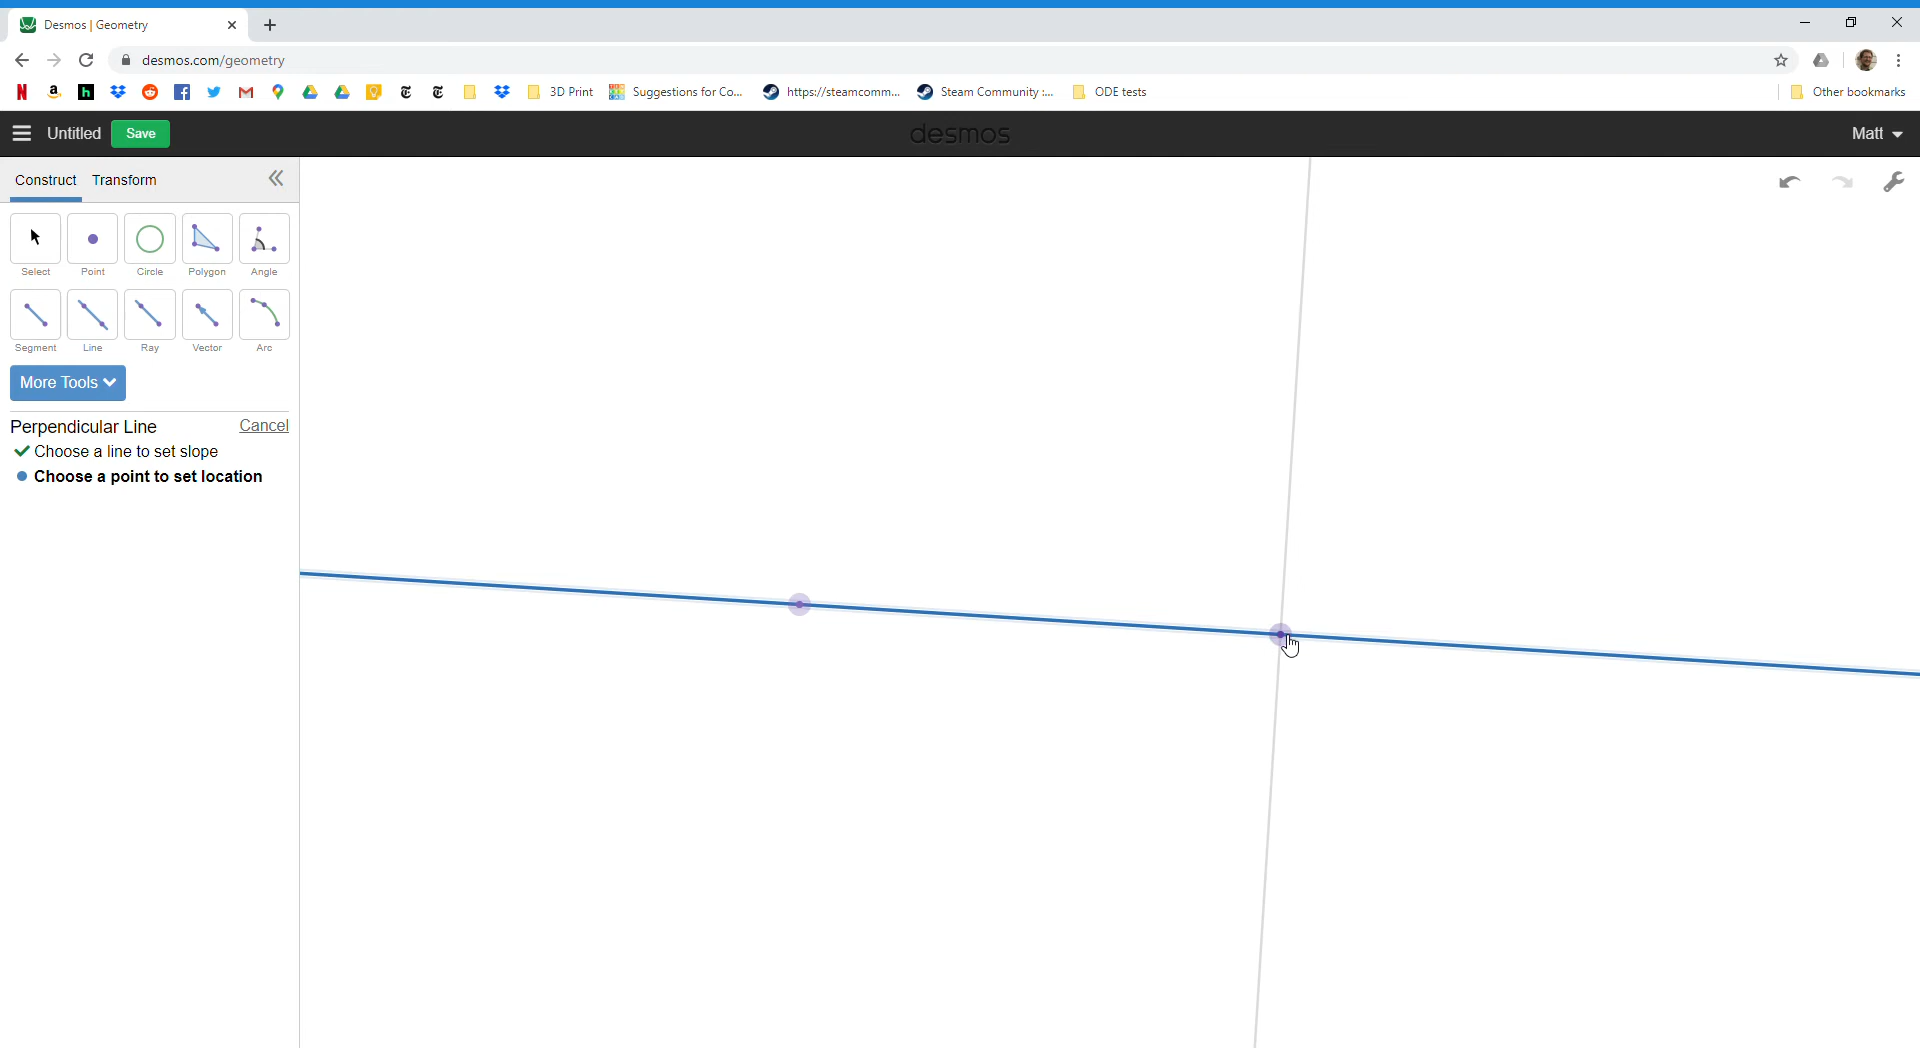 Desmos | Geometry
desmos.com/geometry
3D Print Suggestions for Co... https://steamcomm... Steam Community :... ODE tests Other bookmarks
Untitled Save desmos Matt
Construct Transform
Select Point Circle Polygon Angle
Segment Line Ray Vector Arc
More Tools
Perpendicular Line Cancel
Choose a line to set slope
Choose a point to set location